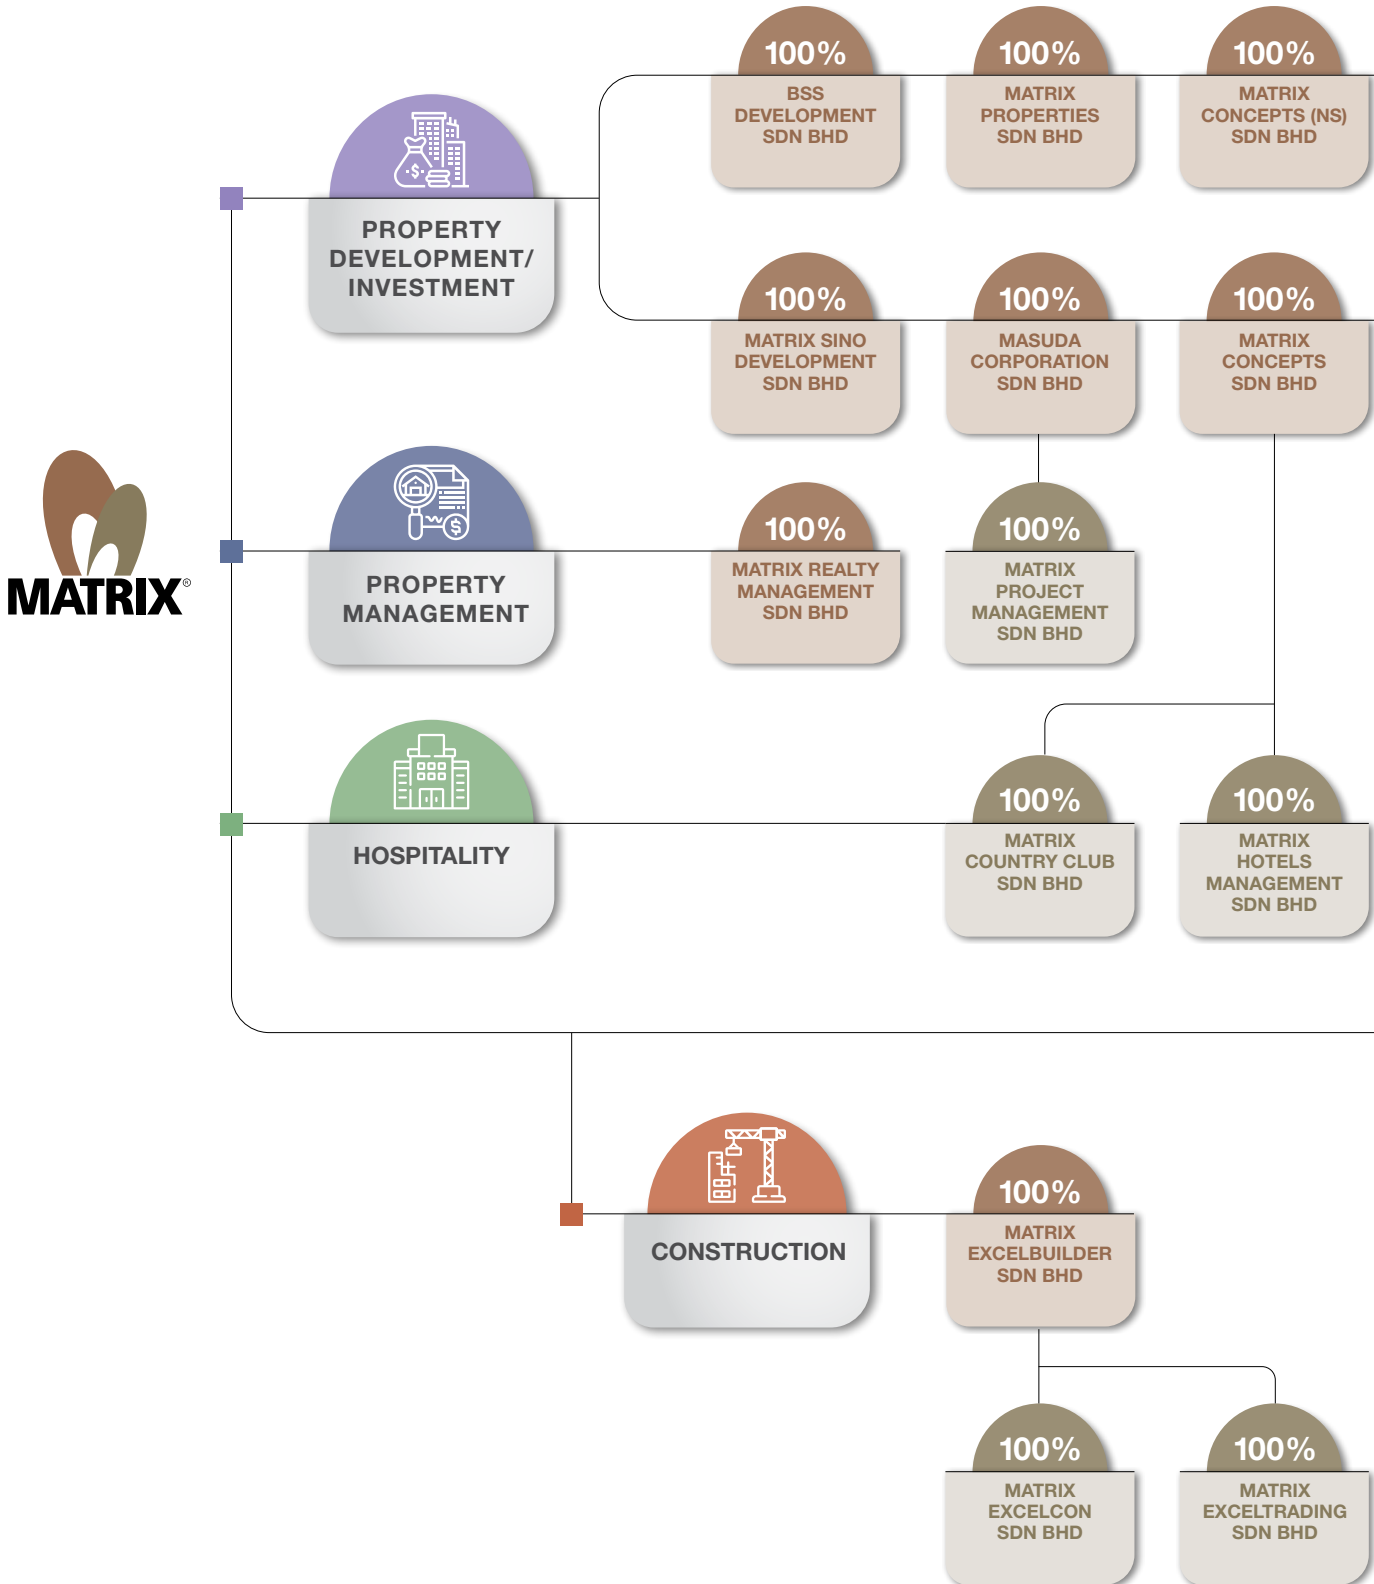 100%
BSS
DEVELOPMENT
SDN BHD
100%
MATRIX
PROPERTIES
SDN BHD
100%
MATRIX
CONCEPTS (NS)
SDN BHD
$
PROPERTY
DEVELOPMENT/
INVESTMENT
100%
MATRIX SINO
DEVELOPMENT
SDN BHD
100%
MASUDA
CORPORATION
SDN BHD
100%
MATRIX
CONCEPTS
SDN BHD
MATRIX®
$
PROPERTY
MANAGEMENT
100%
MATRIX REALTY
MANAGEMENT
SDN BHD
100%
MATRIX
PROJECT
MANAGEMENT
SDN BHD
HOSPITALITY
100%
MATRIX
COUNTRY CLUB
SDN BHD
100%
MATRIX
HOTELS
MANAGEMENT
SDN BHD
CONSTRUCTION
100%
MATRIX
EXCELBUILDER
SDN BHD
100%
MATRIX
EXCELCON
SDN BHD
100%
MATRIX
EXCELTRADING
SDN BHD